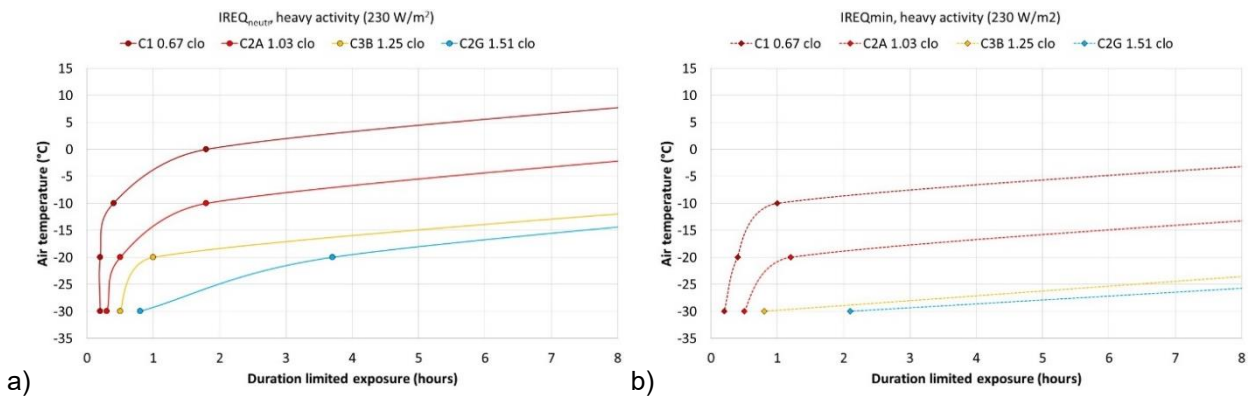 IREQneutr, heavy activity (230 W/m²)
C1 0.67 clo C2A 1.03 clo C3B 1.25 clo C2G 1.51 clo
15
10
5
0
-5
-10
-15
-20
-25
-30
-35
Air temperature (°C)
0 1 2 3 4 5 6 7 8
Duration limited exposure (hours)
a)
IREQmin, heavy activity (230 W/m2)
C1 0.67 clo C2A 1.03 clo C3B 1.25 clo C2G 1.51 clo
15
10
5
0
-5
-10
-15
-20
-25
-30
-35
Air temperature (°C)
0 1 2 3 4 5 6 7 8
Duration limited exposure (hours)
b)